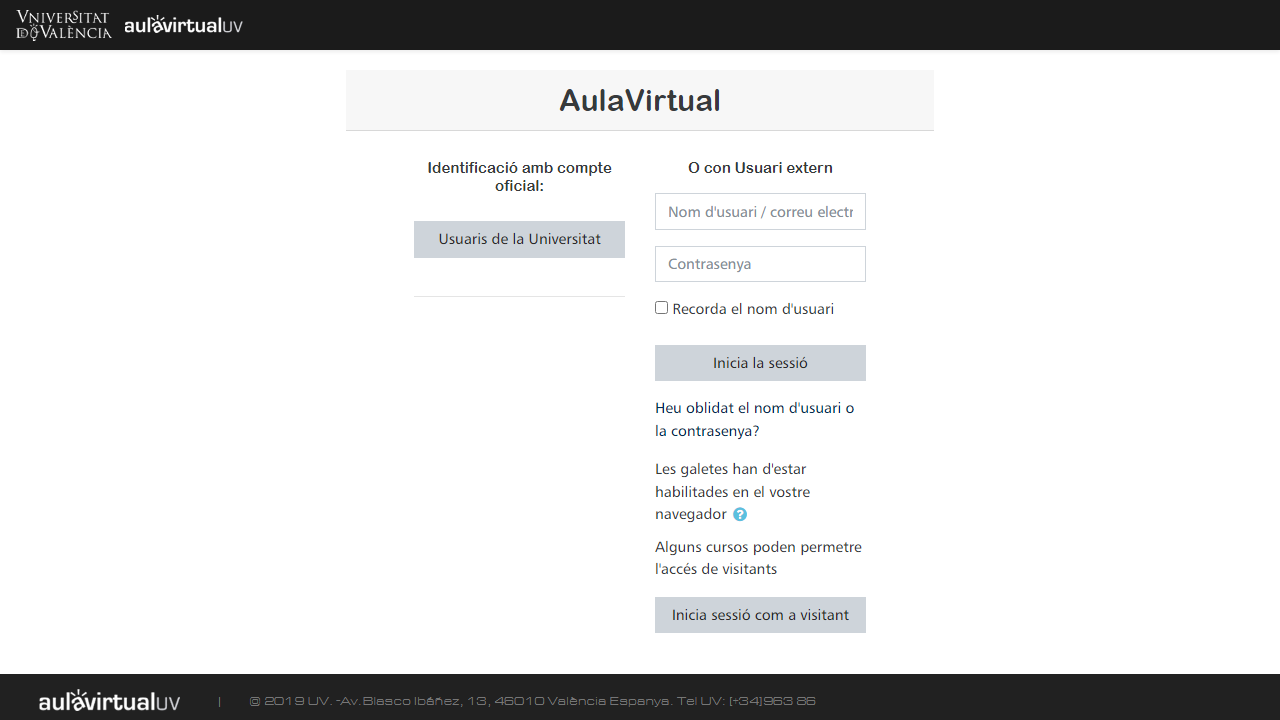 VNIVERSITAT
D VALÈNCIA
aulavirtualUV
AulaVirtual
Identificació amb compte
oficial:
Usuaris de la Universitat
O con Usuari extern
Nom d'usuari / correu electr
Contrasenya
Recorda el nom d'usuari
Inicia la sessió
Heu oblidat el nom d'usuari o
la contrasenya?
Les galetes han d'estar
habilitades en el vostre
navegador ?
Alguns cursos poden permetre
l'accés de visitants
Inicia sessió com a visitant
aulavirtualUV | @ 2019 UV. -Av.Blasco Ibáñez, 13, 46010 València Espanya. Tel UV: (+34)963 86